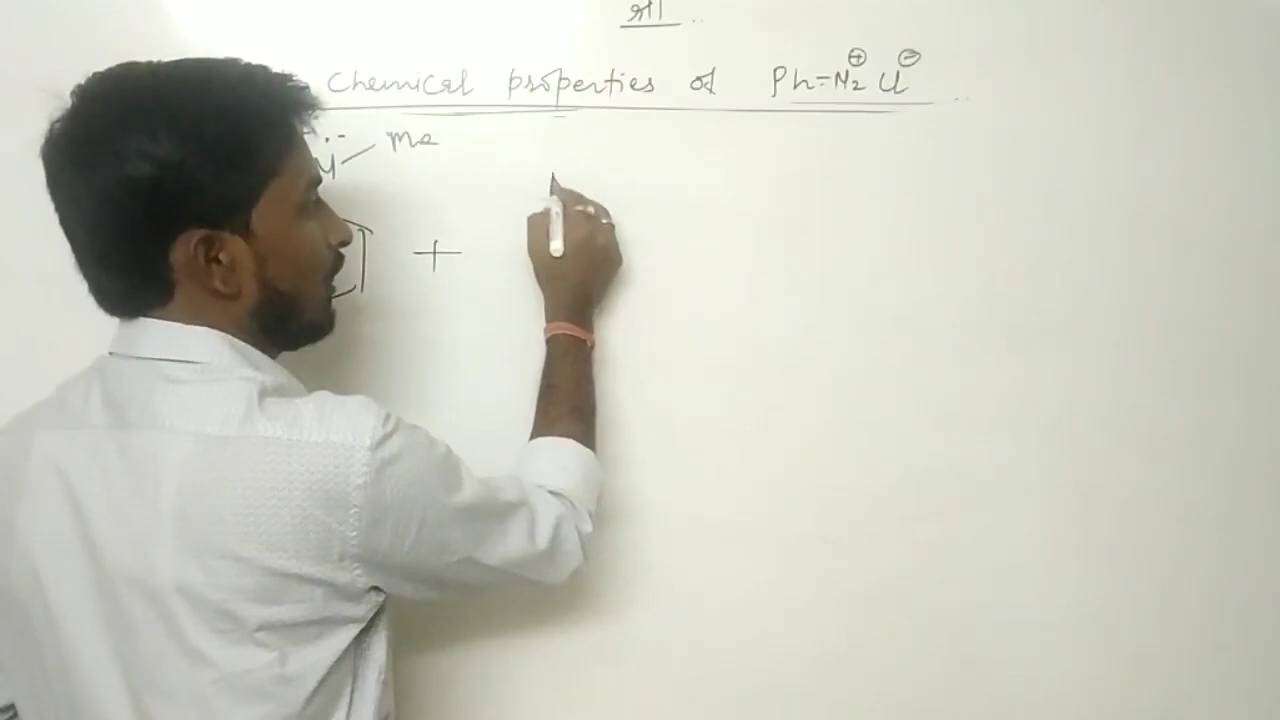 Chemical properties of Ph-N₂⊕ Cl⊖ ..
Me
+